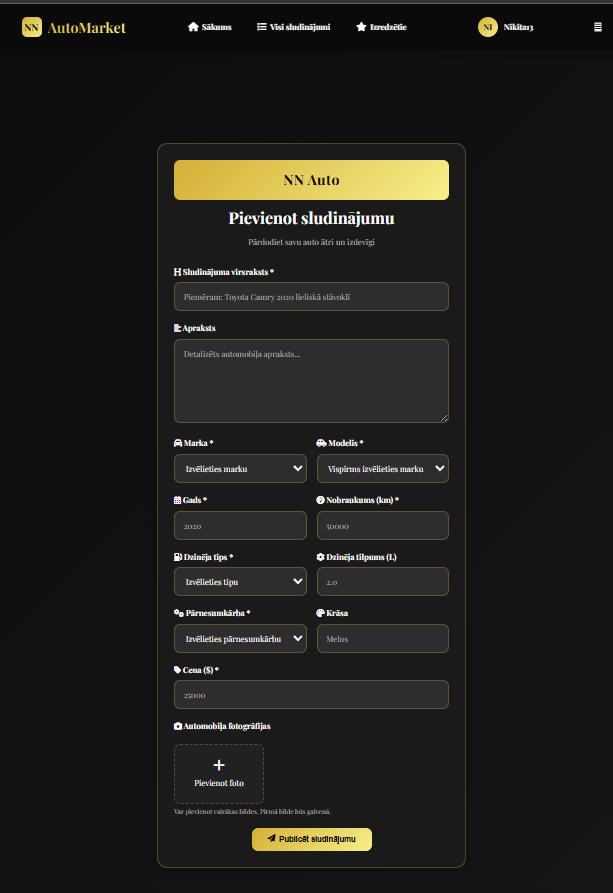 NN AutoMarket Sākums Visi sludinājumi Izredzētie NI Nikita13
NN Auto
Pievienot sludinājumu
Pārdodiet savu auto ātri un izdevīgi
Sludinājuma virsraksts *
Piemēram: Toyota Camry 2020 lieliskā stāvoklī
Apraksts
Detalizēts automobiļa apraksts...
Marka * Modelis *
Izvēlieties marku Vispirms izvēlieties marku
Gads * Nobraukums (km) *
2020 50000
Dzinēja tips * Dzinēja tilpums (L)
Izvēlieties tipu 2.0
Pārnesumkārba * Krāsa
Izvēlieties pārnesumkārbu Melns
Cena ($) *
25000
Automobiļa fotogrāfijas
Pievienot foto
Var pievienot vairākas bildes. Pirmā bilde būs galvenā.
Publicēt sludinājumu